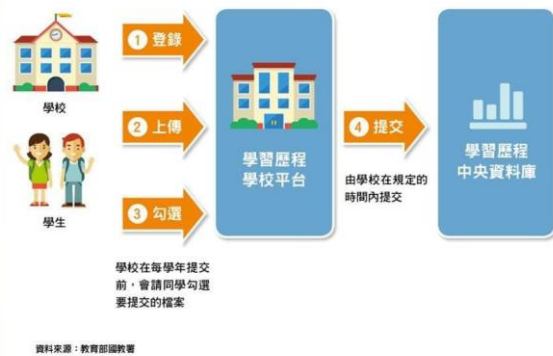 學校
1 登錄
學生
2 上傳
3 勾選
學校在每學年提交
前，會請同學勾選
要提交的檔案
學習歷程
學校平台
4 提交
由學校在規定的
時間內提交
學習歷程
中央資料庫
資料來源：教育部國教署